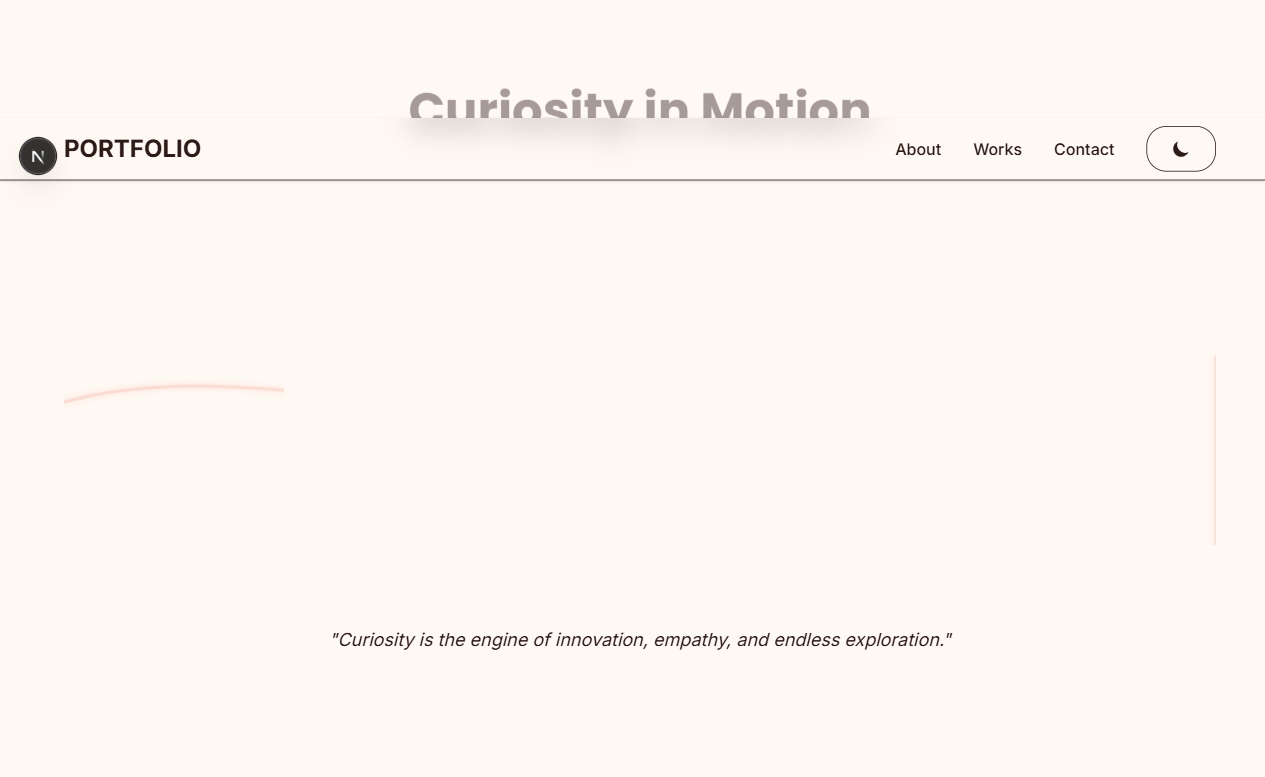 Curiosity in Motion
N
PORTFOLIO
About Works Contact
"Curiosity is the engine of innovation, empathy, and endless exploration."